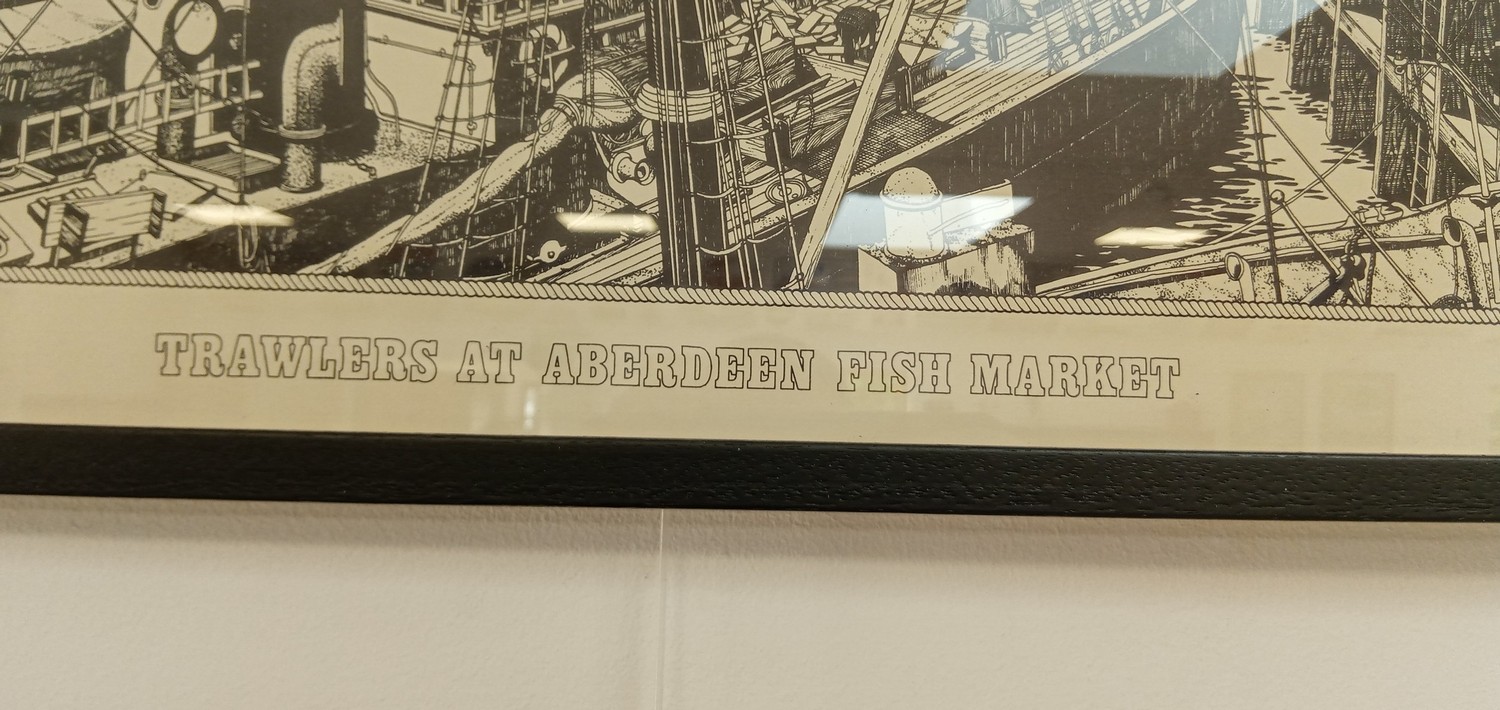 TRAWLERS AT ABERDEEN FISH MARKET